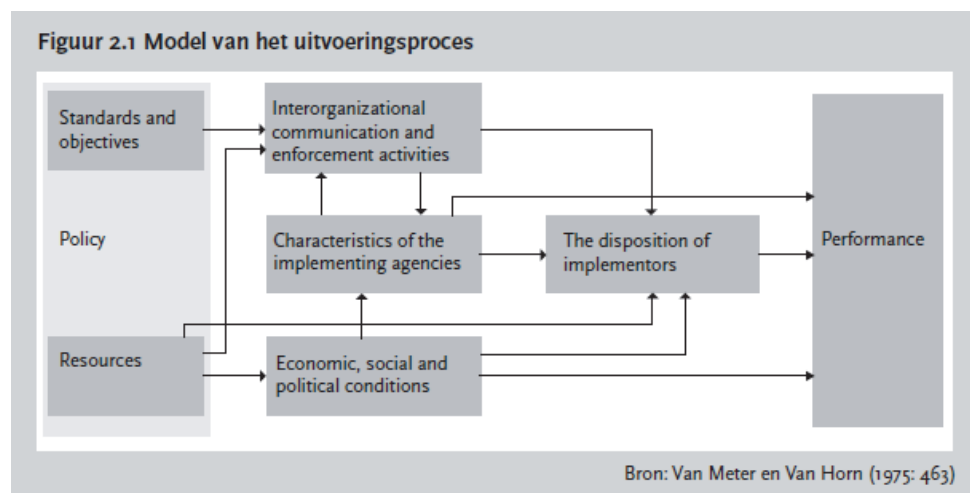 Figuur 2.1 Model van het uitvoeringsproces
Standards and
objectives
Policy
Resources
Interorganizational
communication and
enforcement activities
Characteristics of the
implementing agencies
Economic, social and
political conditions
The disposition of
implementors
Performance
Bron: Van Meter en Van Horn (1975: 463)